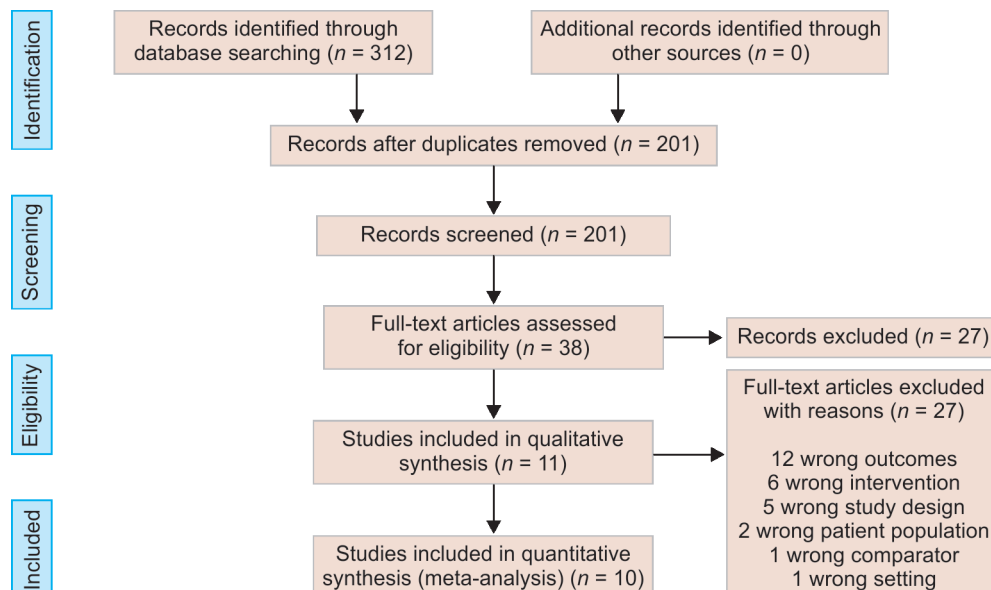 Identification
Records identified through
database searching (n = 312)
Additional records identified through
other sources (n = 0)
Records after duplicates removed (n = 201)
Screening
Records screened (n = 201)
Full-text articles assessed
for eligibility (n = 38)
Records excluded (n = 27)
Eligibility
Studies included in qualitative
synthesis (n = 11)
Full-text articles excluded
with reasons (n = 27)
12 wrong outcomes
6 wrong intervention
5 wrong study design
2 wrong patient population
1 wrong comparator
1 wrong setting
Included
Studies included in quantitative
synthesis (meta-analysis) (n = 10)